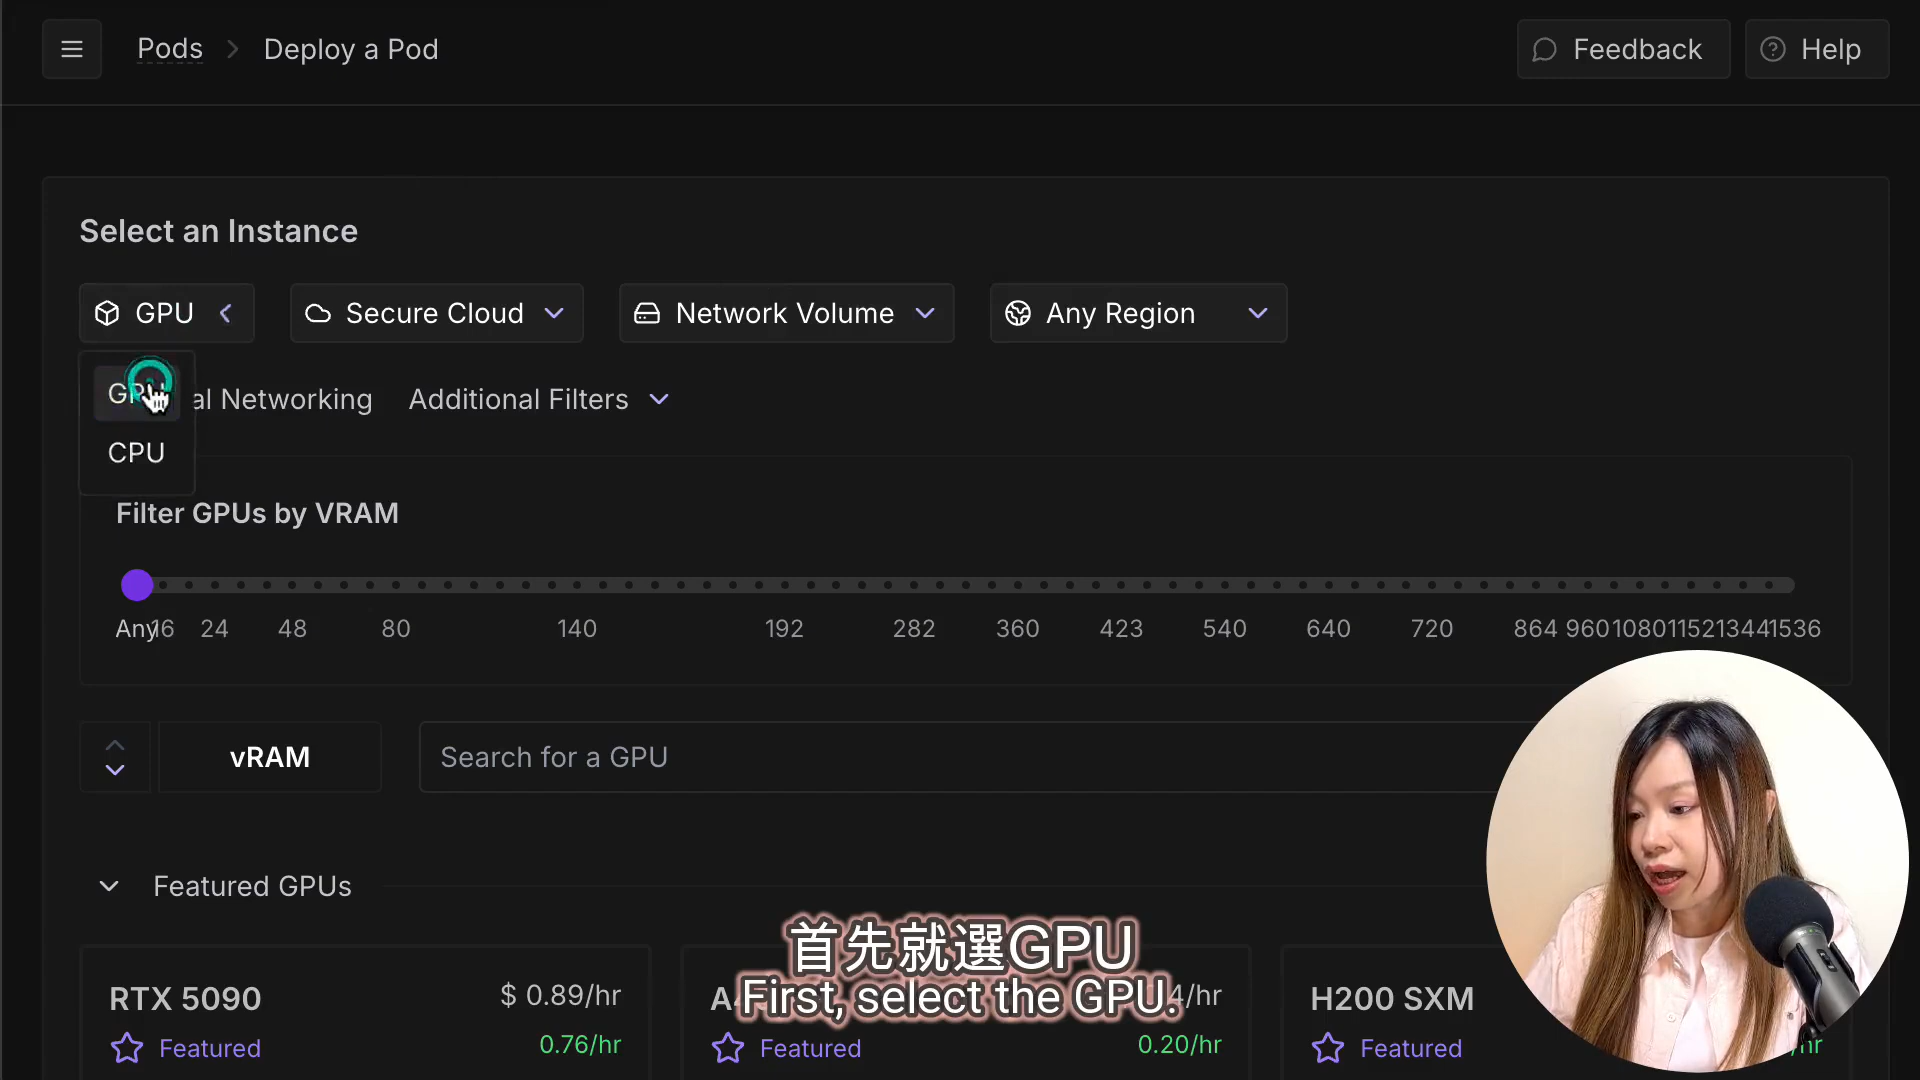 Pods > Deploy a Pod
Feedback
Help
Select an Instance
GPU
Secure Cloud
Network Volume
Any Region
GPU
al Networking
Additional Filters
CPU
Filter GPUs by VRAM
Any 16 24 48 80 140 192 282 360 423 540 640 720 864 960 1080 1152 1344 1536
vRAM
Search for a GPU
Featured GPUs
首先就選GPU
First, select the GPU.
RTX 5090
$ 0.89/hr
Featured
0.76/hr
4/hr
Featured
0.20/hr
H200 SXM
Featured
/hr